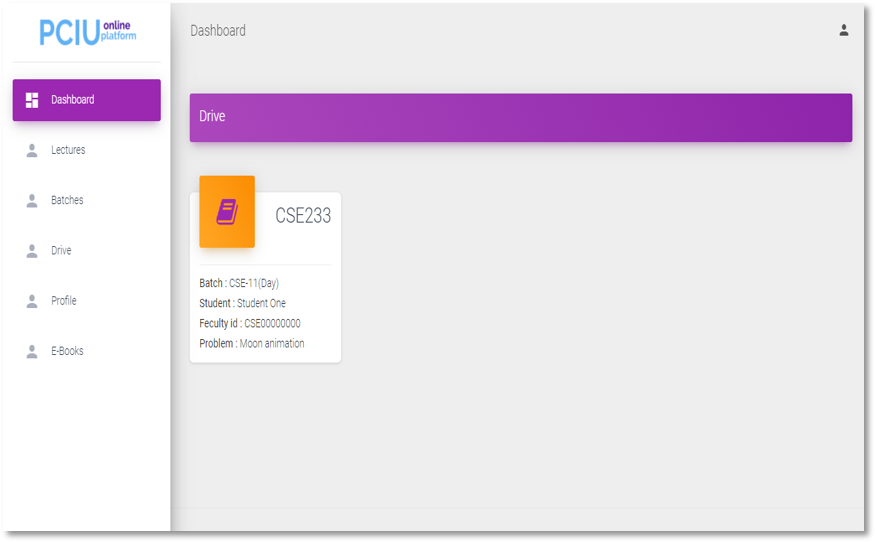 PCIU online platform
Dashboard
Dashboard
Lectures
Batches
Drive
Profile
E-Books
Drive
CSE233
Batch : CSE-11(Day)
Student : Student One
Feculty id : CSE00000000
Problem : Moon animation